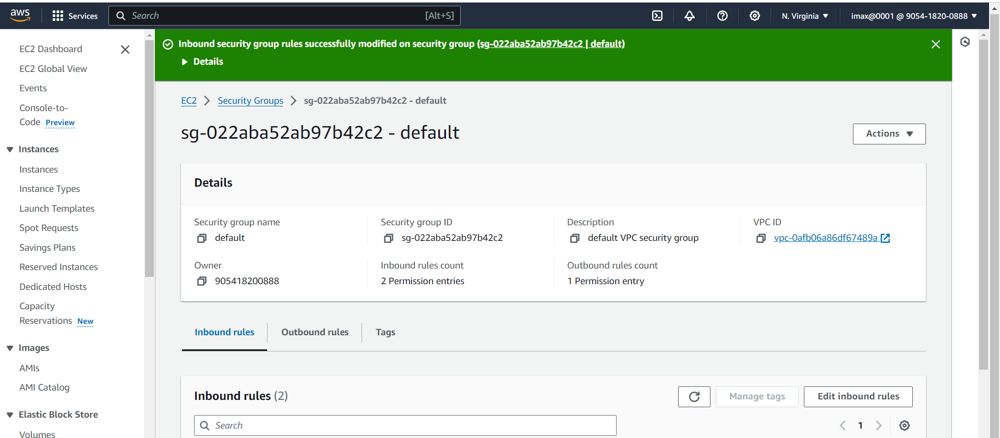 aws
Services
Search [Alt+S]
N. Virginia
imax@0001 @ 9054-1820-0888
EC2 Dashboard
EC2 Global View
Events
Console-to-
Code Preview
Instances
Instances
Instance Types
Launch Templates
Spot Requests
Savings Plans
Reserved Instances
Dedicated Hosts
Capacity
Reservations New
Images
AMIs
AMI Catalog
Elastic Block Store
Volumes
Inbound security group rules successfully modified on security group (sg-022aba52ab97b42c2 | default)
Details
EC2 > Security Groups > sg-022aba52ab97b42c2 - default
sg-022aba52ab97b42c2 - default
Actions
Details
Security group name
default
Security group ID
sg-022aba52ab97b42c2
Description
default VPC security group
VPC ID
vpc-0afb06a86df67489a
Owner
905418200888
Inbound rules count
2 Permission entries
Outbound rules count
1 Permission entry
Inbound rules
Outbound rules
Tags
Inbound rules (2)
Manage tags
Edit inbound rules
Search
1